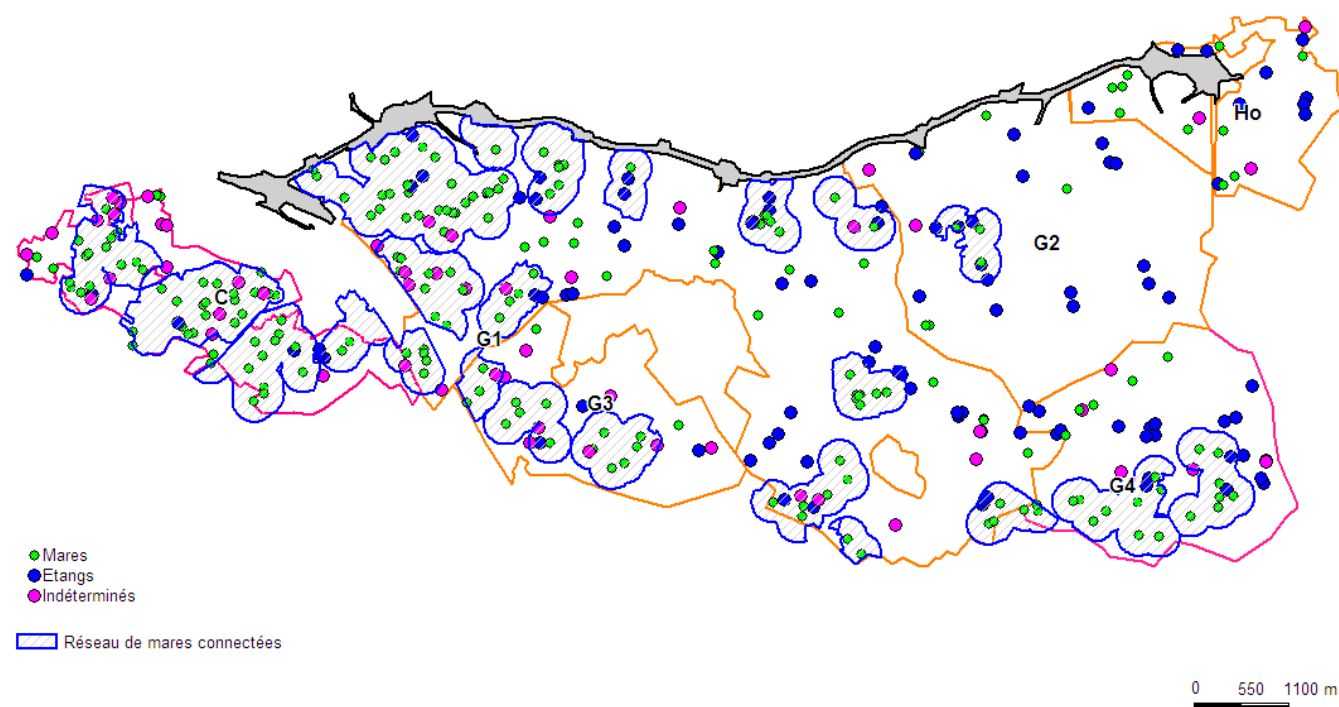 Ho
G2
C
G1
G3
G4
Mares
Etangs
Indéterminés
Réseau de mares connectées
0 550 1100 m